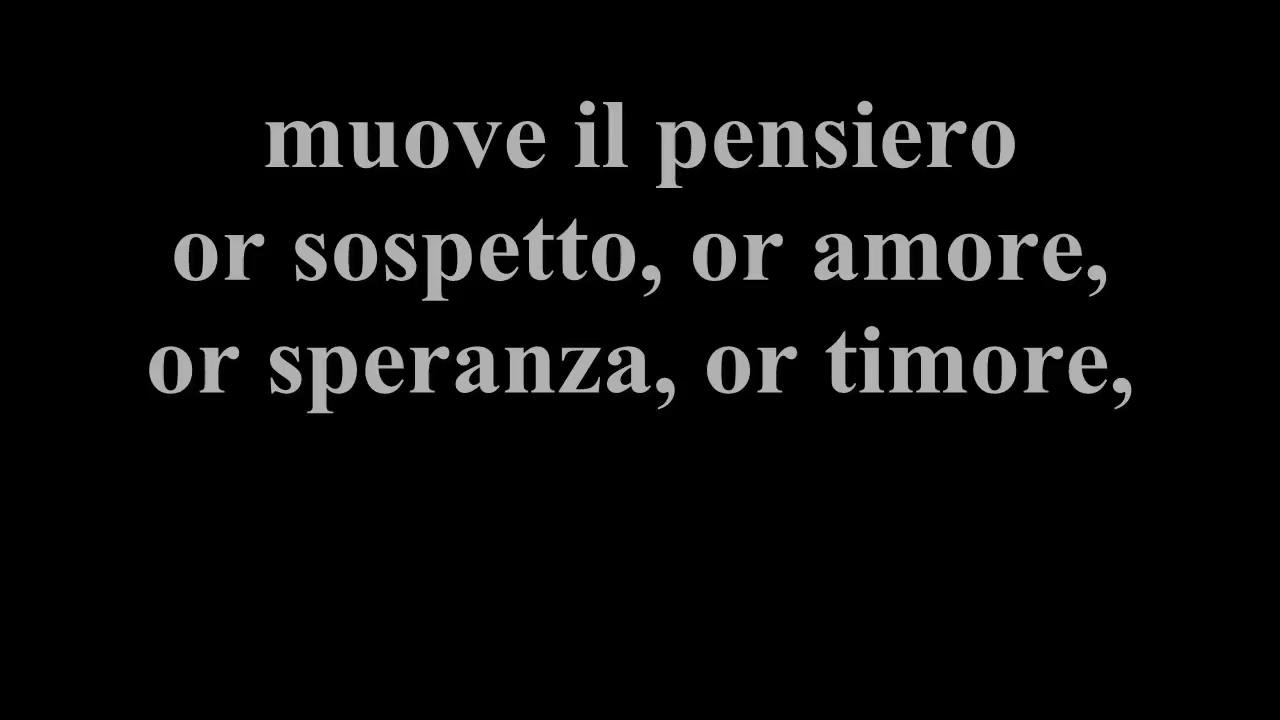 muove il pensiero
or sospetto, or amore,
or speranza, or timore,